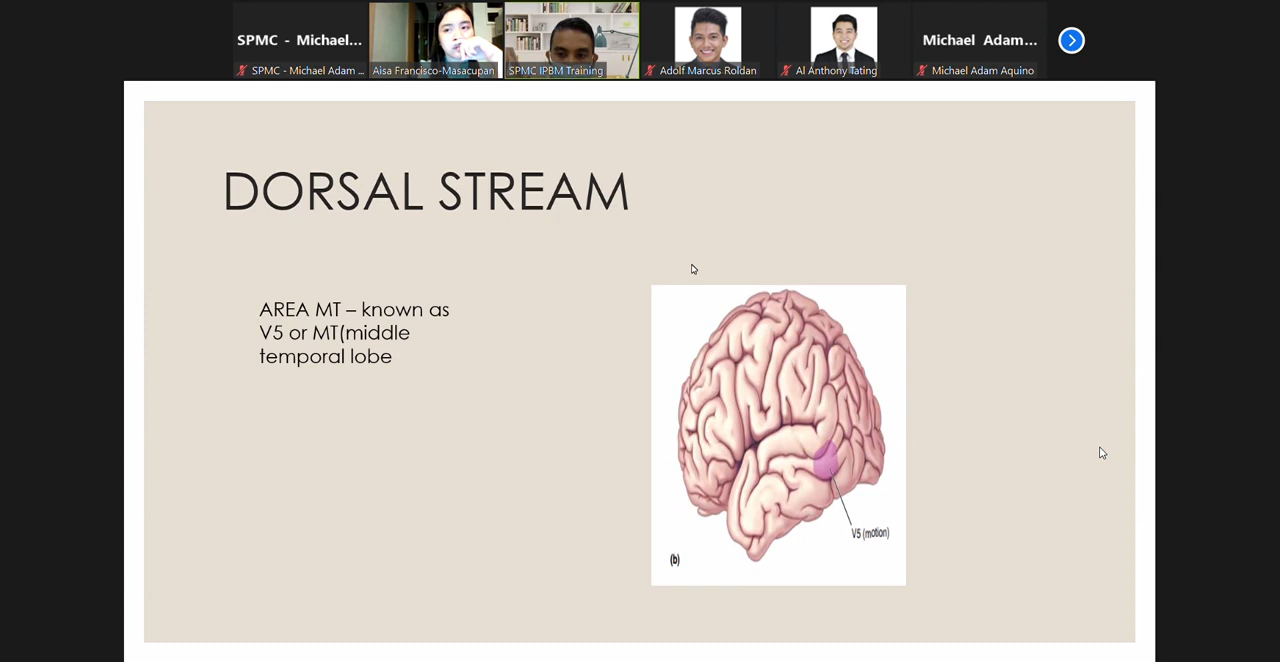 SPMC - Michael...
SPMC - Michael Adam ...
Aisa Francisco-Masacupan
SPMC IPBM Training
Adolf Marcus Roldan
Al Anthony Tating
Michael Adam...
Michael Adam Aquino
DORSAL STREAM
AREA MT – known as
V5 or MT(middle
temporal lobe
V5 (motion)
(b)